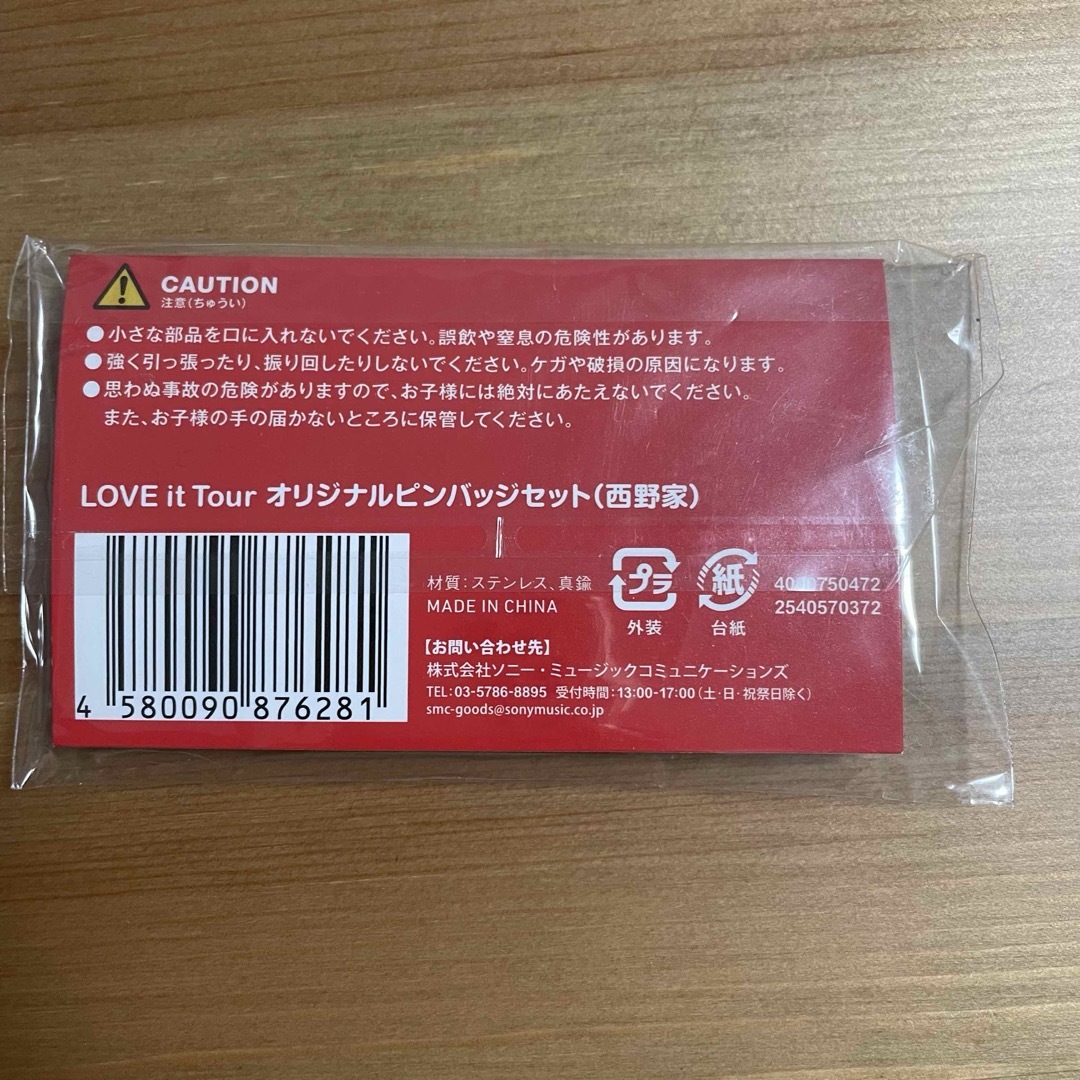 CAUTION
注意(ちゅうい)
●小さな部品を口に入れないでください。誤飲や窒息の危険性があります。
●強く引っ張ったり、振り回したりしないでください。ケガや破損の原因になります。
●思わぬ事故の危険がありますので、お子様には絶対にあたえないでください。
また、お子様の手の届かないところに保管してください。
LOVE it Tour オリジナルピンバッジセット(西野家)
材質:ステンレス、真鍮
MADE IN CHINA
プラ
外装
紙
台紙
2540570372
【お問い合わせ先】
株式会社ソニー・ミュージックコミュニケーションズ
TEL:03-5786-8895 受付時間:13:00-17:00(土・日・祝祭日除く)
smc-goods@sonymusic.co.jp
4 580090 876281